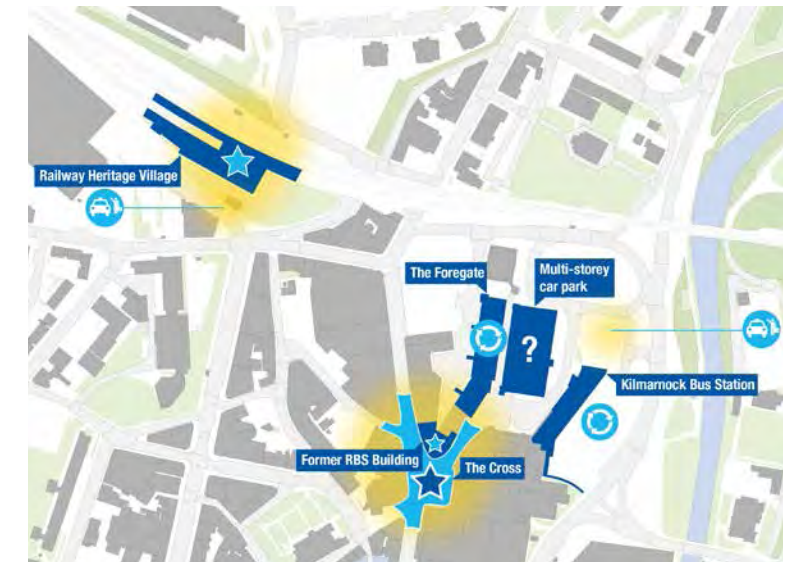 Railway Heritage Village
The Foregate
Multi-storey
car park
?
Kilmarnock Bus Station
Former RBS Building
The Cross